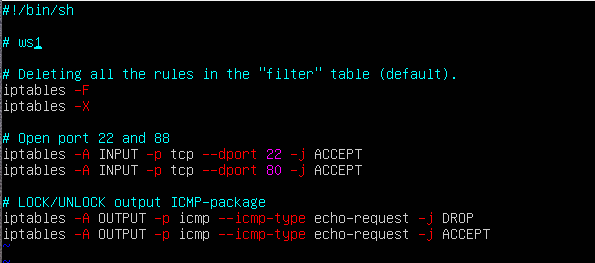 #!/bin/sh
# ws1
# Deleting all the rules in the "filter" table (default).
iptables -F
iptables -X
# Open port 22 and 88
iptables -A INPUT -p tcp --dport 22 -j ACCEPT
iptables -A INPUT -p tcp --dport 80 -j ACCEPT
# LOCK/UNLOCK output ICMP-package
iptables -A OUTPUT -p icmp --icmp-type echo-request -j DROP
iptables -A OUTPUT -p icmp --icmp-type echo-request -j ACCEPT
~
~